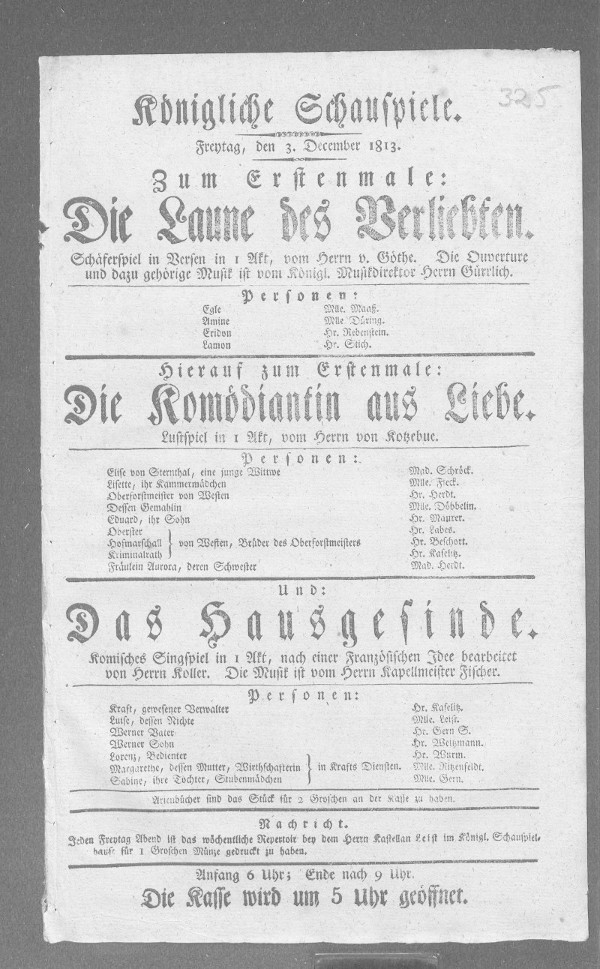 325.
Königliche Schauspiele.
Freytag, den 3. December 1813.
Zum Erstenmale:
Die Laune des Verliebten.
Schäferspiel in Versen in 1 Akt, vom Herrn v. Göthe. Die Ouverture
und dazu gehörige Musik ist vom Königl. Musikdirektor Herrn Gürrlich.
Personen:
Egle Mlle. Maaß.
Amine Mlle Düring.
Eridon Hr. Rebenstein.
Lamon Hr. Stich.
Hierauf zum Erstenmale:
Die Komödiantin aus Liebe.
Lustspiel in 1 Akt, vom Herrn von Kotzebue.
Personen:
Elise von Sternthal, eine junge Wittwe Mad. Schröck.
Lisette, ihr Kammermädchen Mlle. Fleck.
Oberforstmeister von Westen Hr. Herdt.
Dessen Gemahlin Mlle. Döbbelin.
Eduard, ihr Sohn Hr. Maurer.
Oberster Hr. Labes.
Hofmarschall } von Westen, Brüder des Oberforstmeisters Hr. Beschort.
Kriminalrath Hr. Kaselitz.
Fräulein Aurora, deren Schwester Mad. Herdt.
Und:
Das Hausgesinde.
Komisches Singspiel in 1 Akt, nach einer Französischen Idee bearbeitet
von Herrn Koller. Die Musik ist vom Herrn Kapellmeister Fischer.
Personen:
Kraft, gewesener Verwalter Hr. Kaselitz.
Luise, dessen Nichte Mlle. Leist.
Werner Vater Hr. Gern S.
Werner Sohn Hr. Weitzmann.
Lorenz, Bedienter Hr. Wurm.
Margarethe, dessen Mutter, Wirthschafterin } in Krafts Diensten. Mlle. Ritzenfeldt.
Sabine, ihre Tochter, Stubenmädchen Mlle. Gern.
Arienbücher sind das Stück für 2 Groschen an der Kasse zu haben.
Nachricht.
Jeden Freytag Abend ist das wöchentliche Repertoir bey dem Herrn Kastellan Leist im Königl. Schauspiel-
hause für 1 Groschen Münze gedruckt zu haben.
Anfang 6 Uhr; Ende nach 9 Uhr.
Die Kasse wird um 5 Uhr geöffnet.